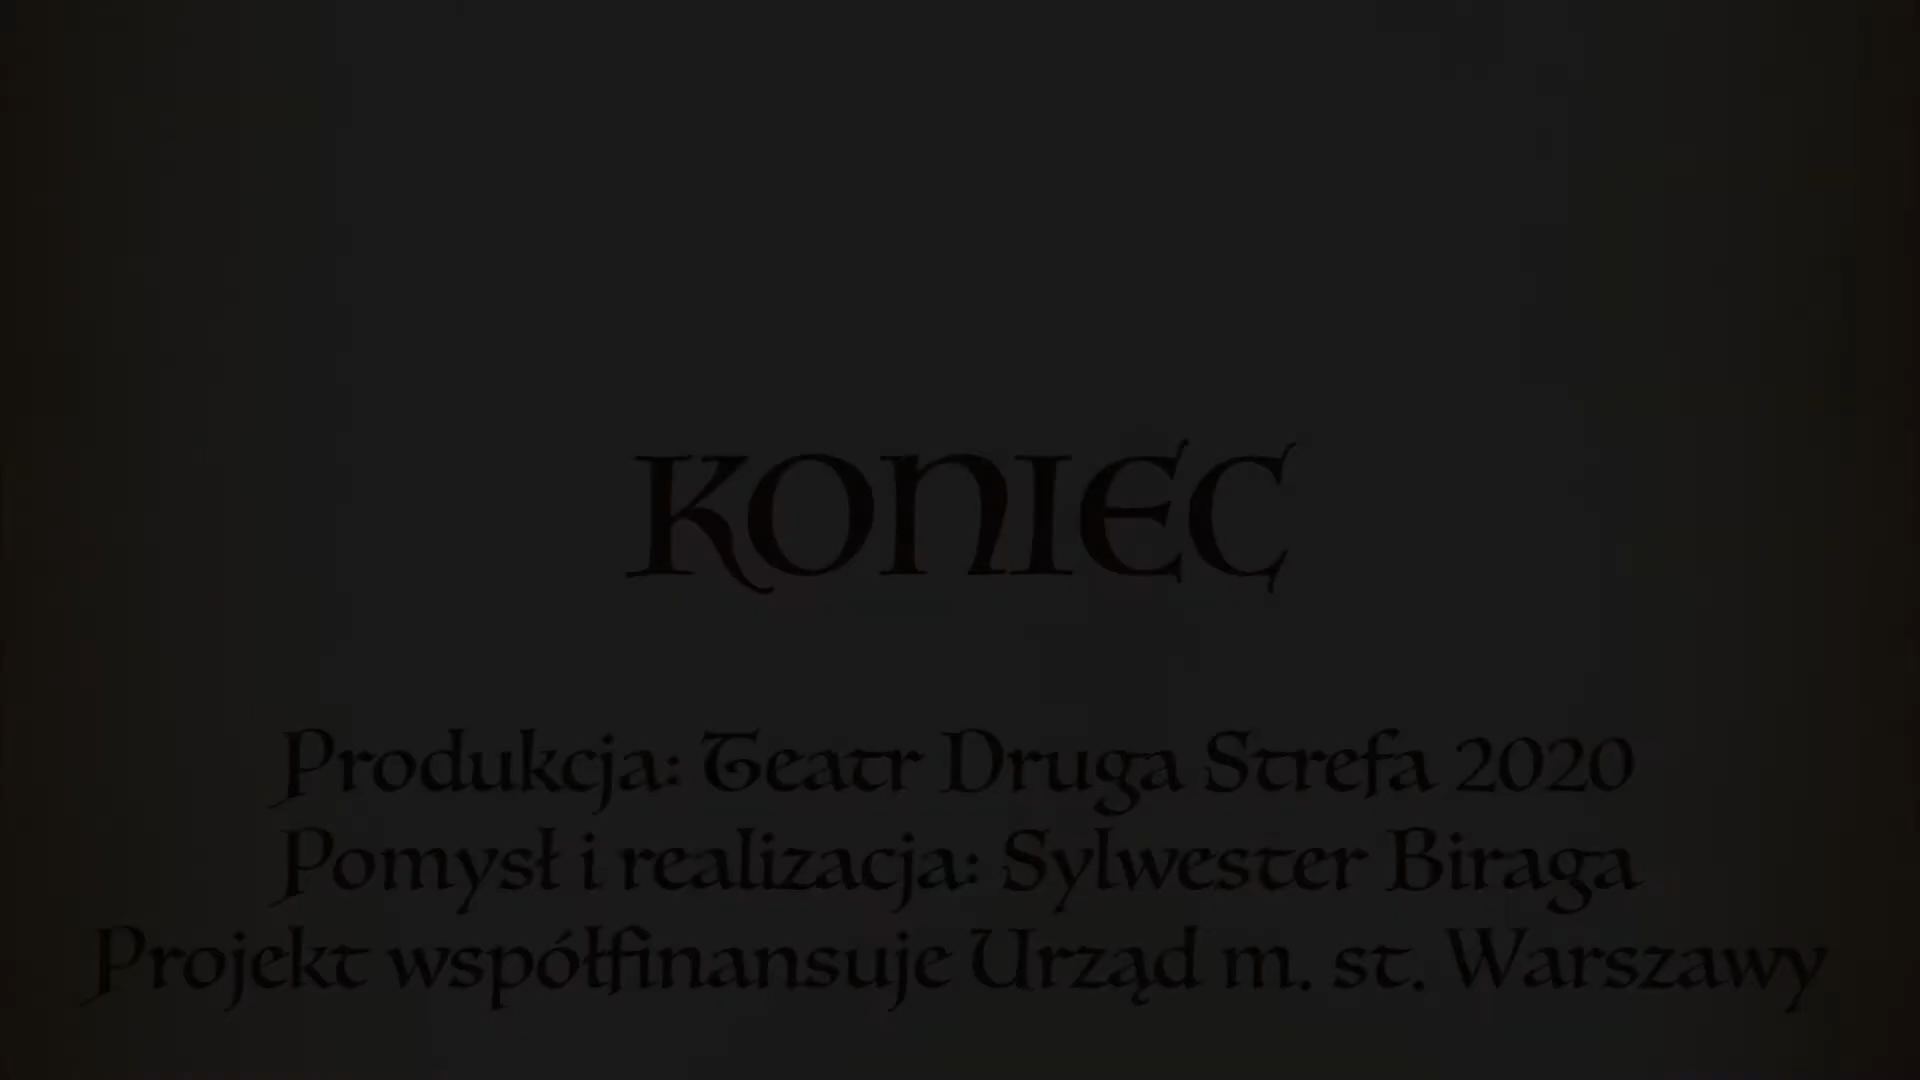 KONIEC
Produkcja: Teatr Druga Strefa 2020
Pomysł i realizacja: Sylwester Biraga
Projekt współfinansuje Urząd m. st. Warszawy